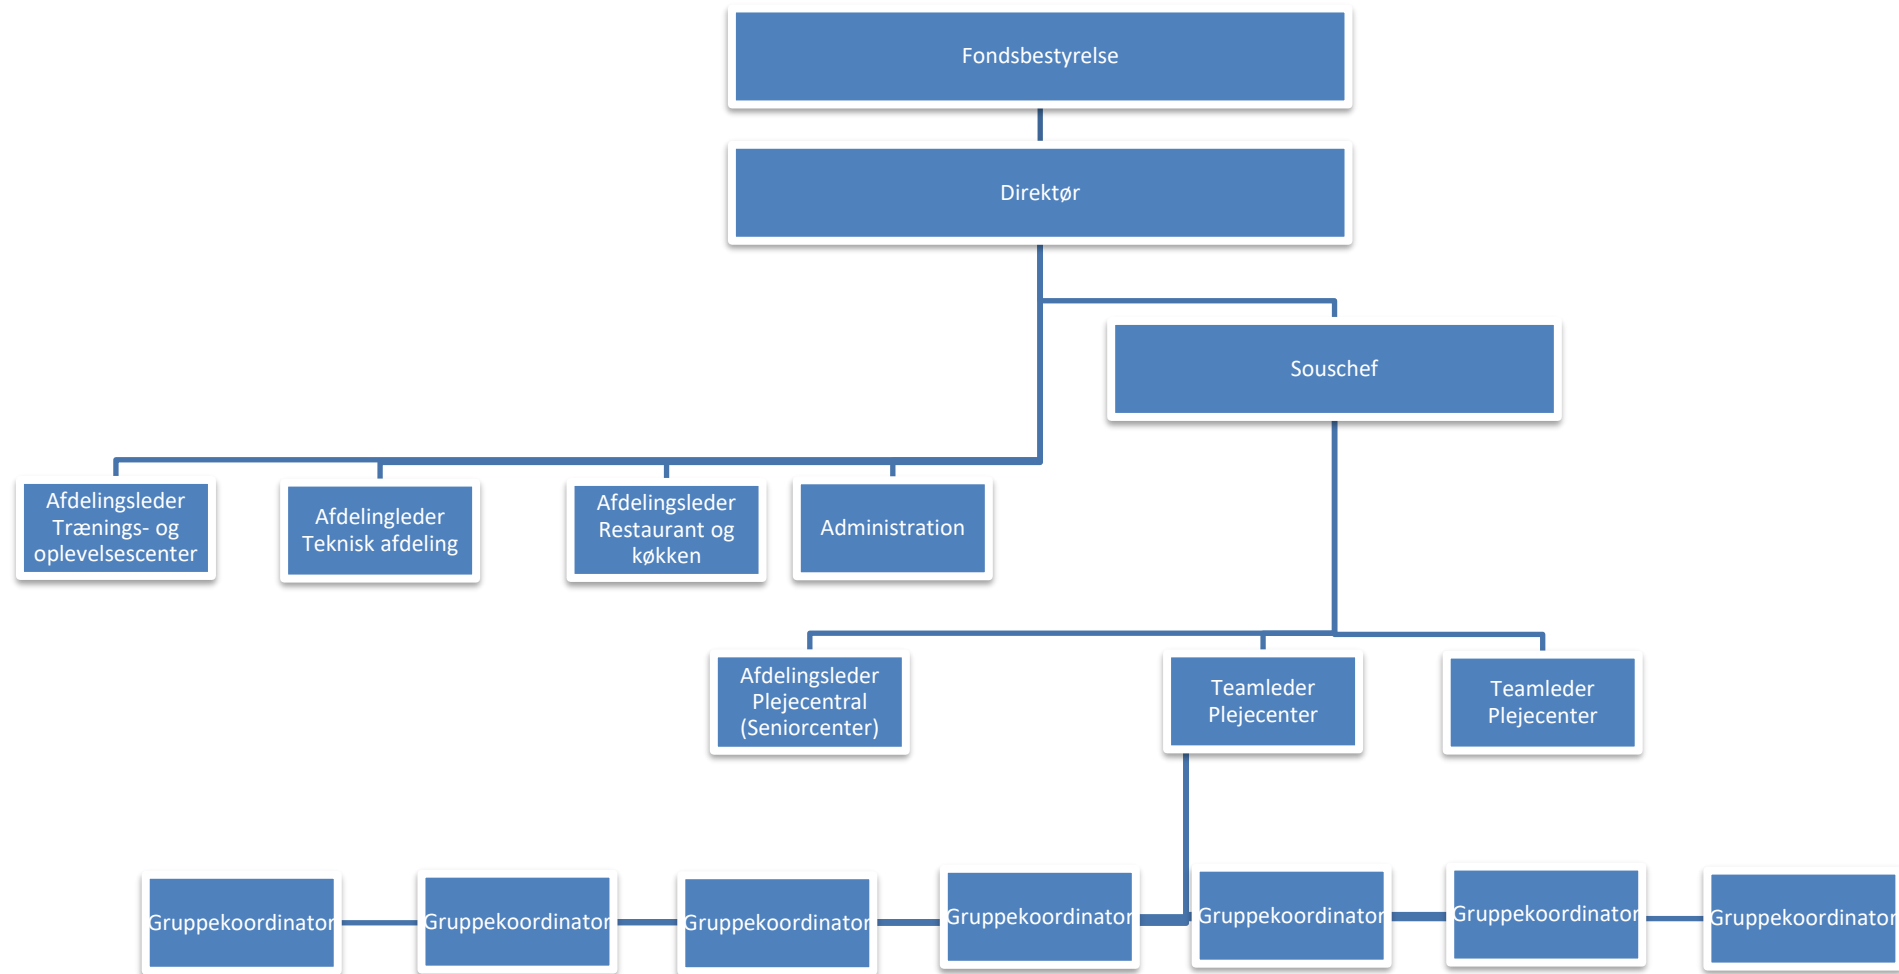 Fondsbestyrelse
Direktør
Souschef
Afdelingsleder
Trænings- og
oplevelsescenter
Afdelingleder
Teknisk afdeling
Afdelingsleder
Restaurant og
køkken
Administration
Afdelingsleder
Plejecentral
(Seniorcenter)
Teamleder
Plejecenter
Teamleder
Plejecenter
Gruppekoordinator
Gruppekoordinator
Gruppekoordinator
Gruppekoordinator
Gruppekoordinator
Gruppekoordinator
Gruppekoordinator